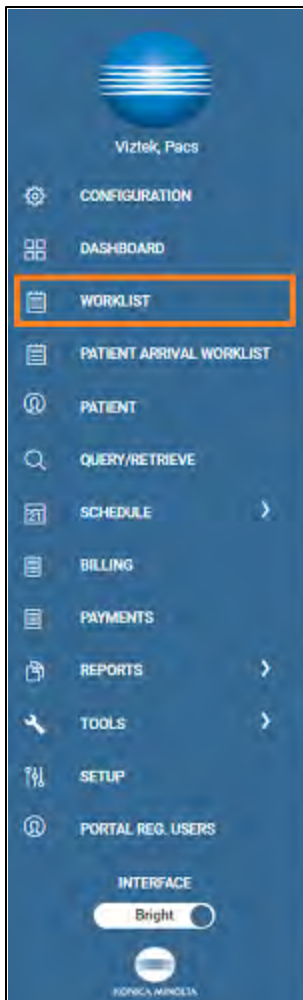 Viztek, Pacs
CONFIGURATION
DASHBOARD
WORKLIST
PATIENT ARRIVAL WORKLIST
PATIENT
QUERY/RETRIEVE
21
SCHEDULE
BILLING
PAYMENTS
REPORTS
TOOLS
SETUP
PORTAL REG. USERS
INTERFACE
Bright
KONICA MINOLTA